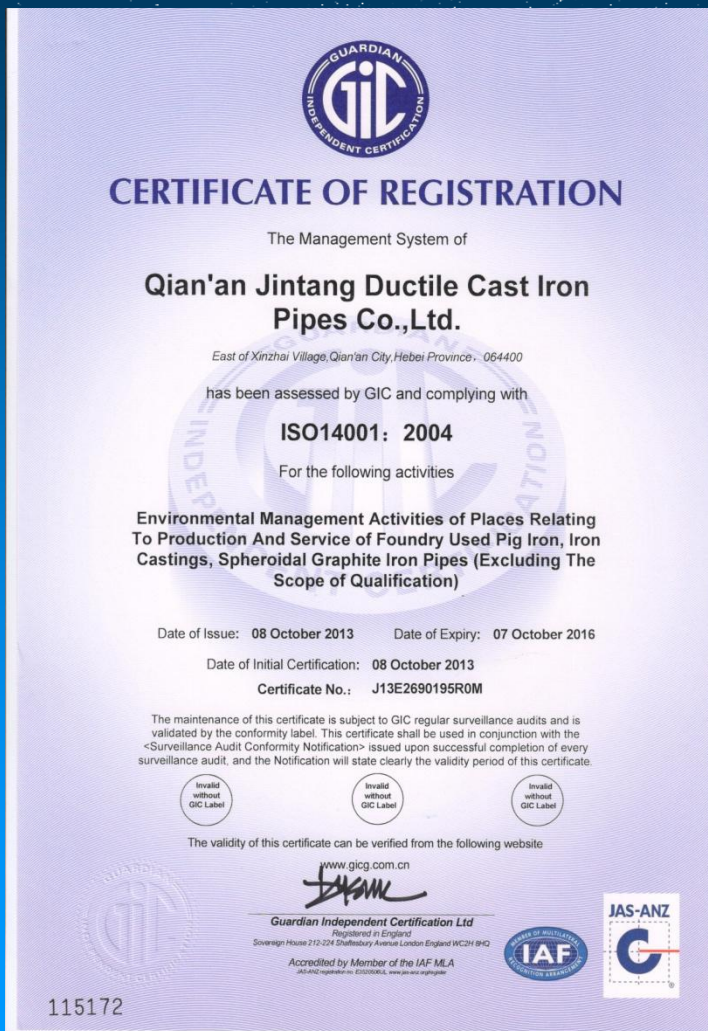 GUARDIAN
GIC
INDEPENDENT CERTIFICATION
CERTIFICATE OF REGISTRATION
The Management System of
Qian'an Jintang Ductile Cast Iron
Pipes Co.,Ltd.
East of Xinzhai Village,Qian'an City,Hebei Province，064400
has been assessed by GIC and complying with
ISO14001：2004
For the following activities
Environmental Management Activities of Places Relating
To Production And Service of Foundry Used Pig Iron, Iron
Castings, Spheroidal Graphite Iron Pipes (Excluding The
Scope of Qualification)
Date of Issue: 08 October 2013 Date of Expiry: 07 October 2016
Date of Initial Certification: 08 October 2013
Certificate No.： J13E2690195R0M
The maintenance of this certificate is subject to GIC regular surveillance audits and is
validated by the conformity label. This certificate shall be used in conjunction with the
<Surveillance Audit Conformity Notification> issued upon successful completion of every
surveillance audit, and the Notification will state clearly the validity period of this certificate.
Invalid without GIC Label
Invalid without GIC Label
Invalid without GIC Label
The validity of this certificate can be verified from the following website
www.gicg.com.cn
Guardian Independent Certification Ltd
Registered in England
Sovereign House 212-224 Shaftesbury Avenue London England WC2H 8HQ
Accredited by Member of the IAF MLA
MEMBER OF MULTILATERAL
RECOGNITION ARRANGEMENT
IAF
JAS-ANZ
115172